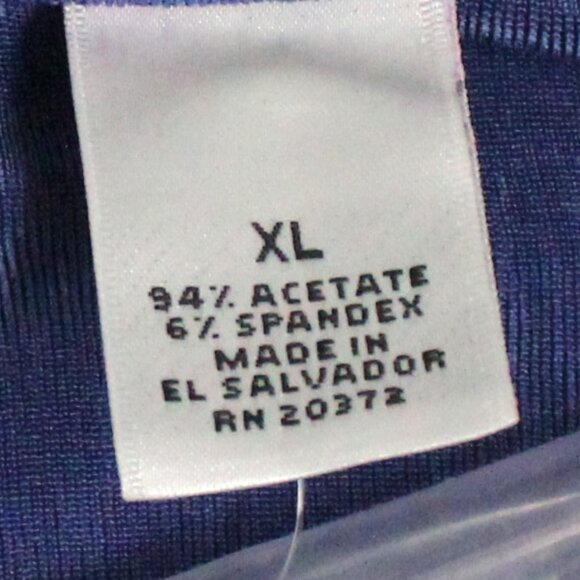 XL
94% ACETATE
6% SPANDEX
MADE IN
EL SALVADOR
RN 20372